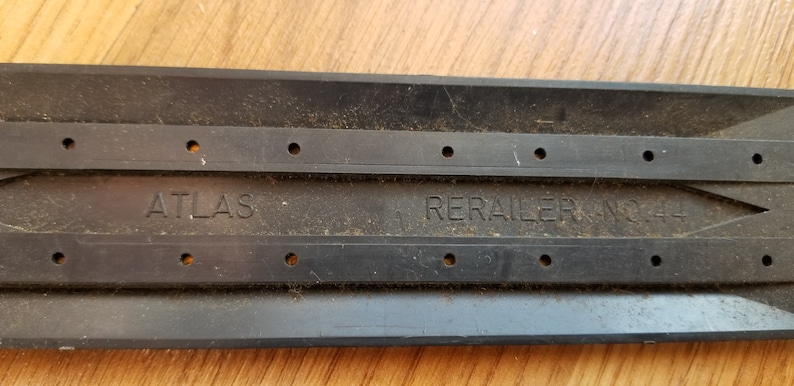 ATLAS RERAILER NO. 44